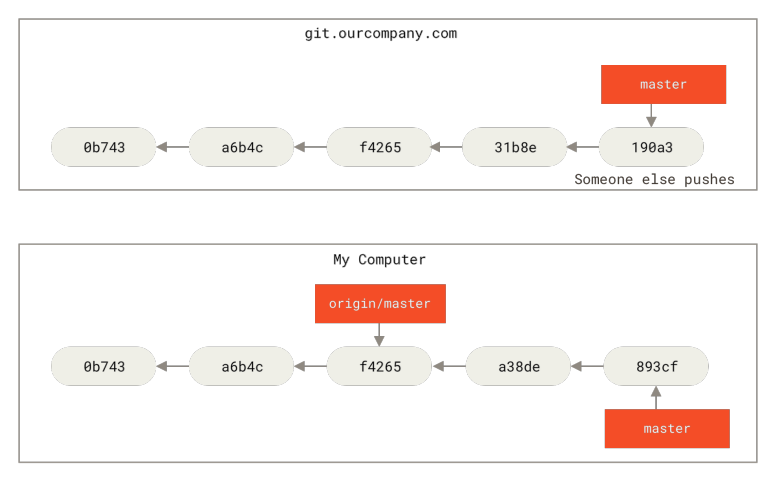 git.ourcompany.com
master
0b743
a6b4c
f4265
31b8e
190a3
Someone else pushes
My Computer
origin/master
0b743
a6b4c
f4265
a38de
893cf
master